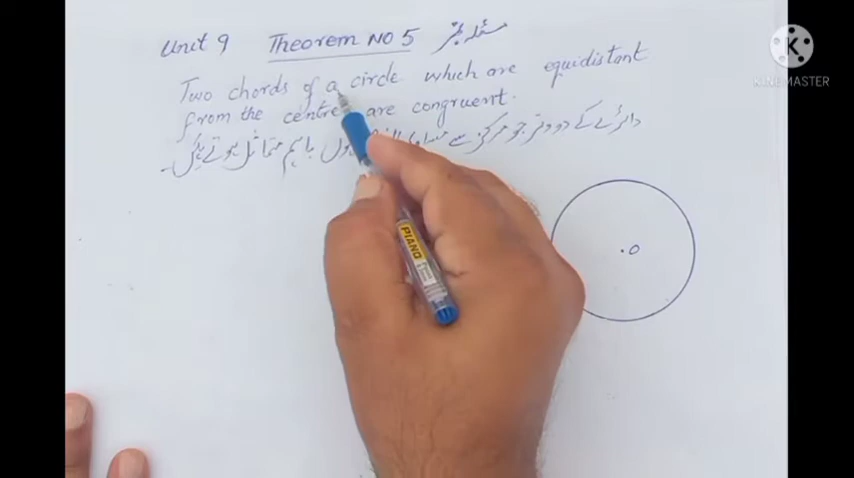 Unit 9 Theorem NO 5 مسئلہ نمبر
Two chords of a circle which are equidistant
from the centre are congruent.
دائرے کے دو وتر جو مرکز سے باہم متماثل ہوتے ہیں۔
O
PIANO
K
KINEMASTER